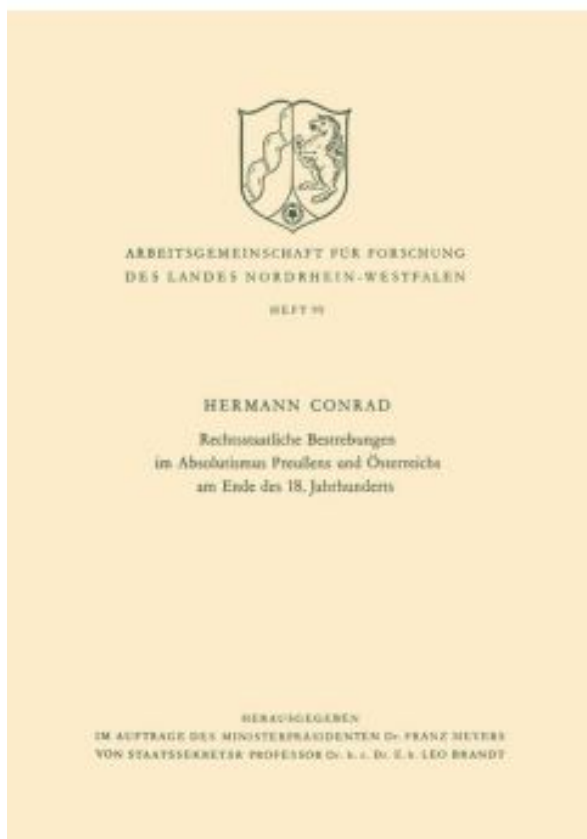 ARBEITSGEMEINSCHAFT FÜR FORSCHUNG
DES LANDES NORDRHEIN-WESTFALEN
HEFT
HERMANN CONRAD
Rechtsstaatliche Bestrebungen
im Absolutismus Preußens und Österreichs
am Ende des 18. Jahrhunderts
HERAUSGEGEBEN
IM AUFTRAGE DES MINISTERPRÄSIDENTEN Dr. FRANZ MEYERS
VON STAATSSEKRETÄR PROFESSOR Dr. h. c. Dr. E. h. LEO BRANDT